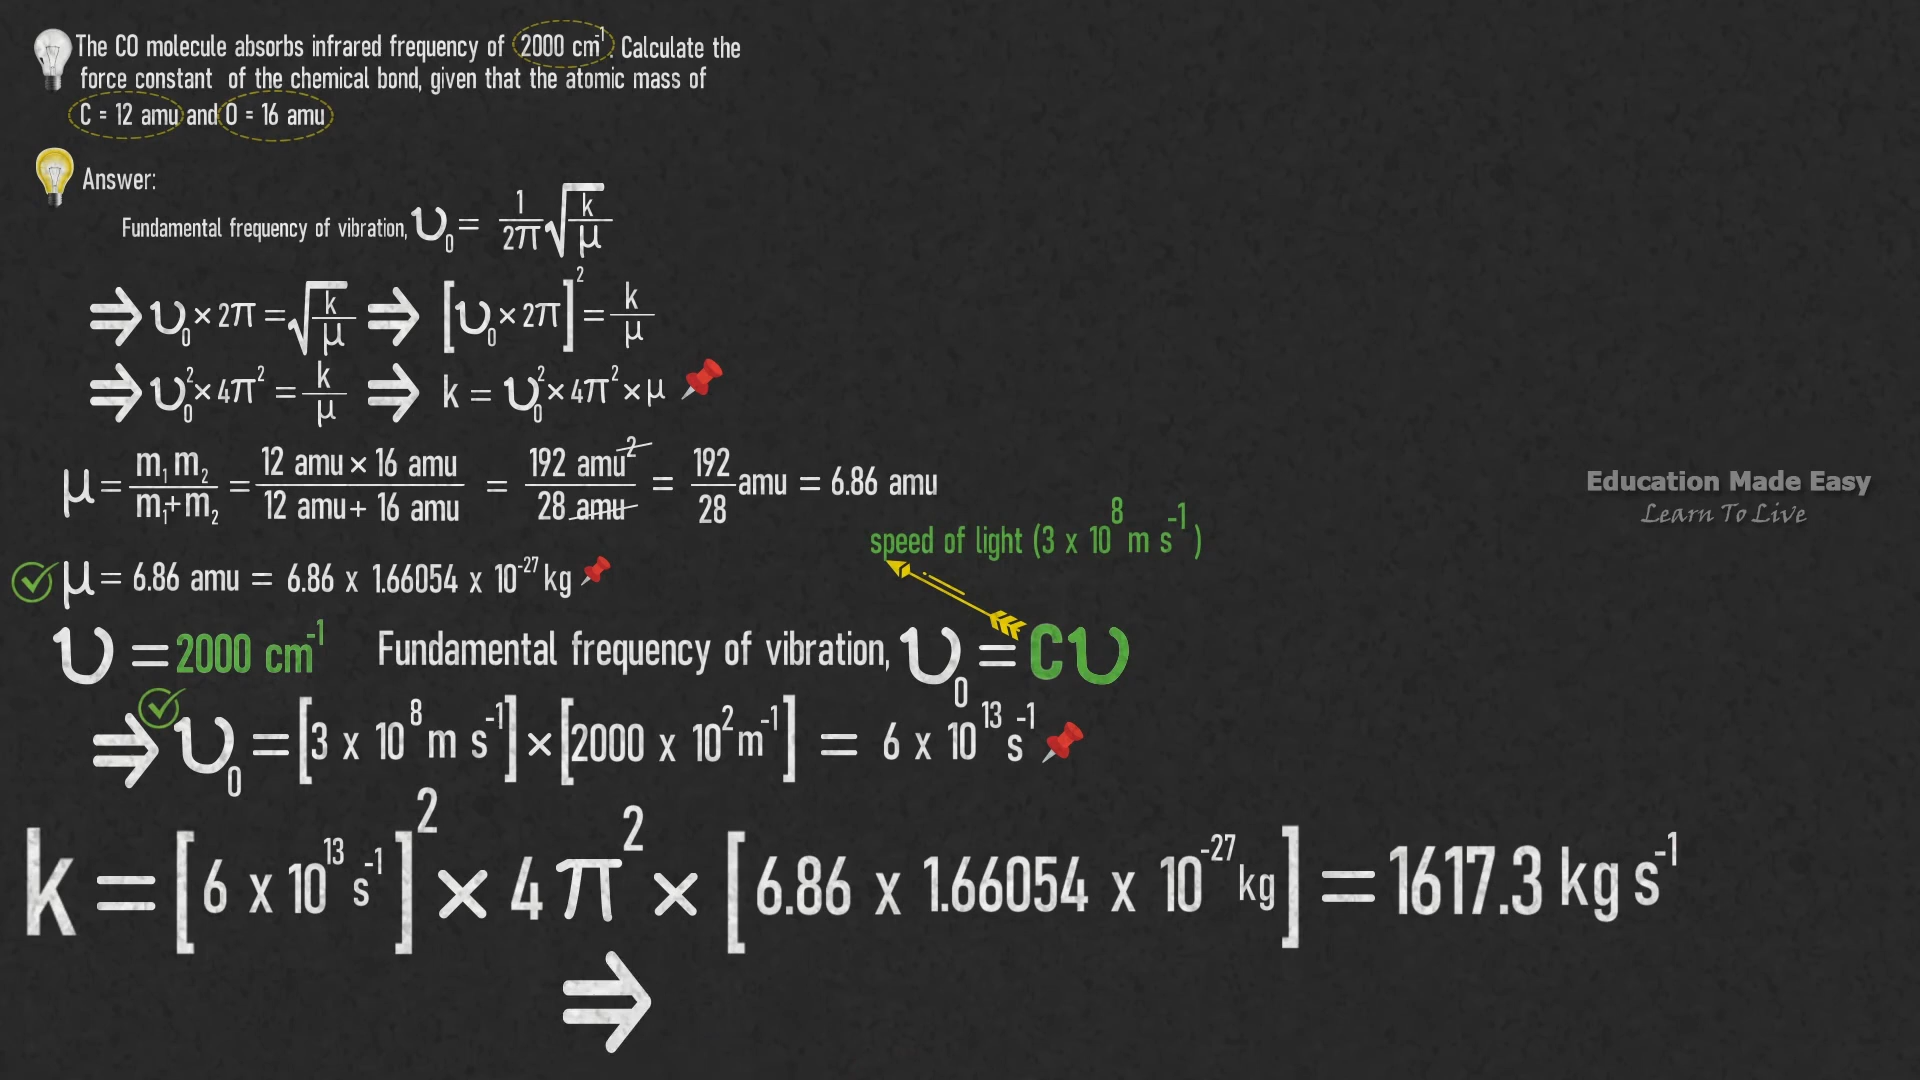 The CO molecule absorbs infrared frequency of 2000 cm⁻¹. Calculate the
force constant of the chemical bond, given that the atomic mass of
C = 12 amu and O = 16 amu
Answer:
Fundamental frequency of vibration, υ₀ = 1/2π √(k/μ)
⇒ υ₀ × 2π = √(k/μ) ⇒ [υ₀ × 2π]² = k/μ
⇒ υ₀² × 4π² = k/μ ⇒ k = υ₀² × 4π² × μ
μ = m₁m₂/m₁+m₂ = 12 amu × 16 amu/12 amu + 16 amu = 192 amu²/28 amu = 192/28 amu = 6.86 amu
speed of light (3 x 10⁸ m s⁻¹)
μ = 6.86 amu = 6.86 x 1.66054 x 10⁻²⁷ kg
υ = 2000 cm⁻¹ Fundamental frequency of vibration, υ₀ = Cυ
⇒ υ₀ = [3 x 10⁸ m s⁻¹] × [2000 x 10² m⁻¹] = 6 x 10¹³ s⁻¹
k = [6 x 10¹³ s⁻¹]² × 4π² × [6.86 x 1.66054 x 10⁻²⁷ kg] = 1617.3 kg s⁻¹
⇒
Education Made Easy
Learn To Live